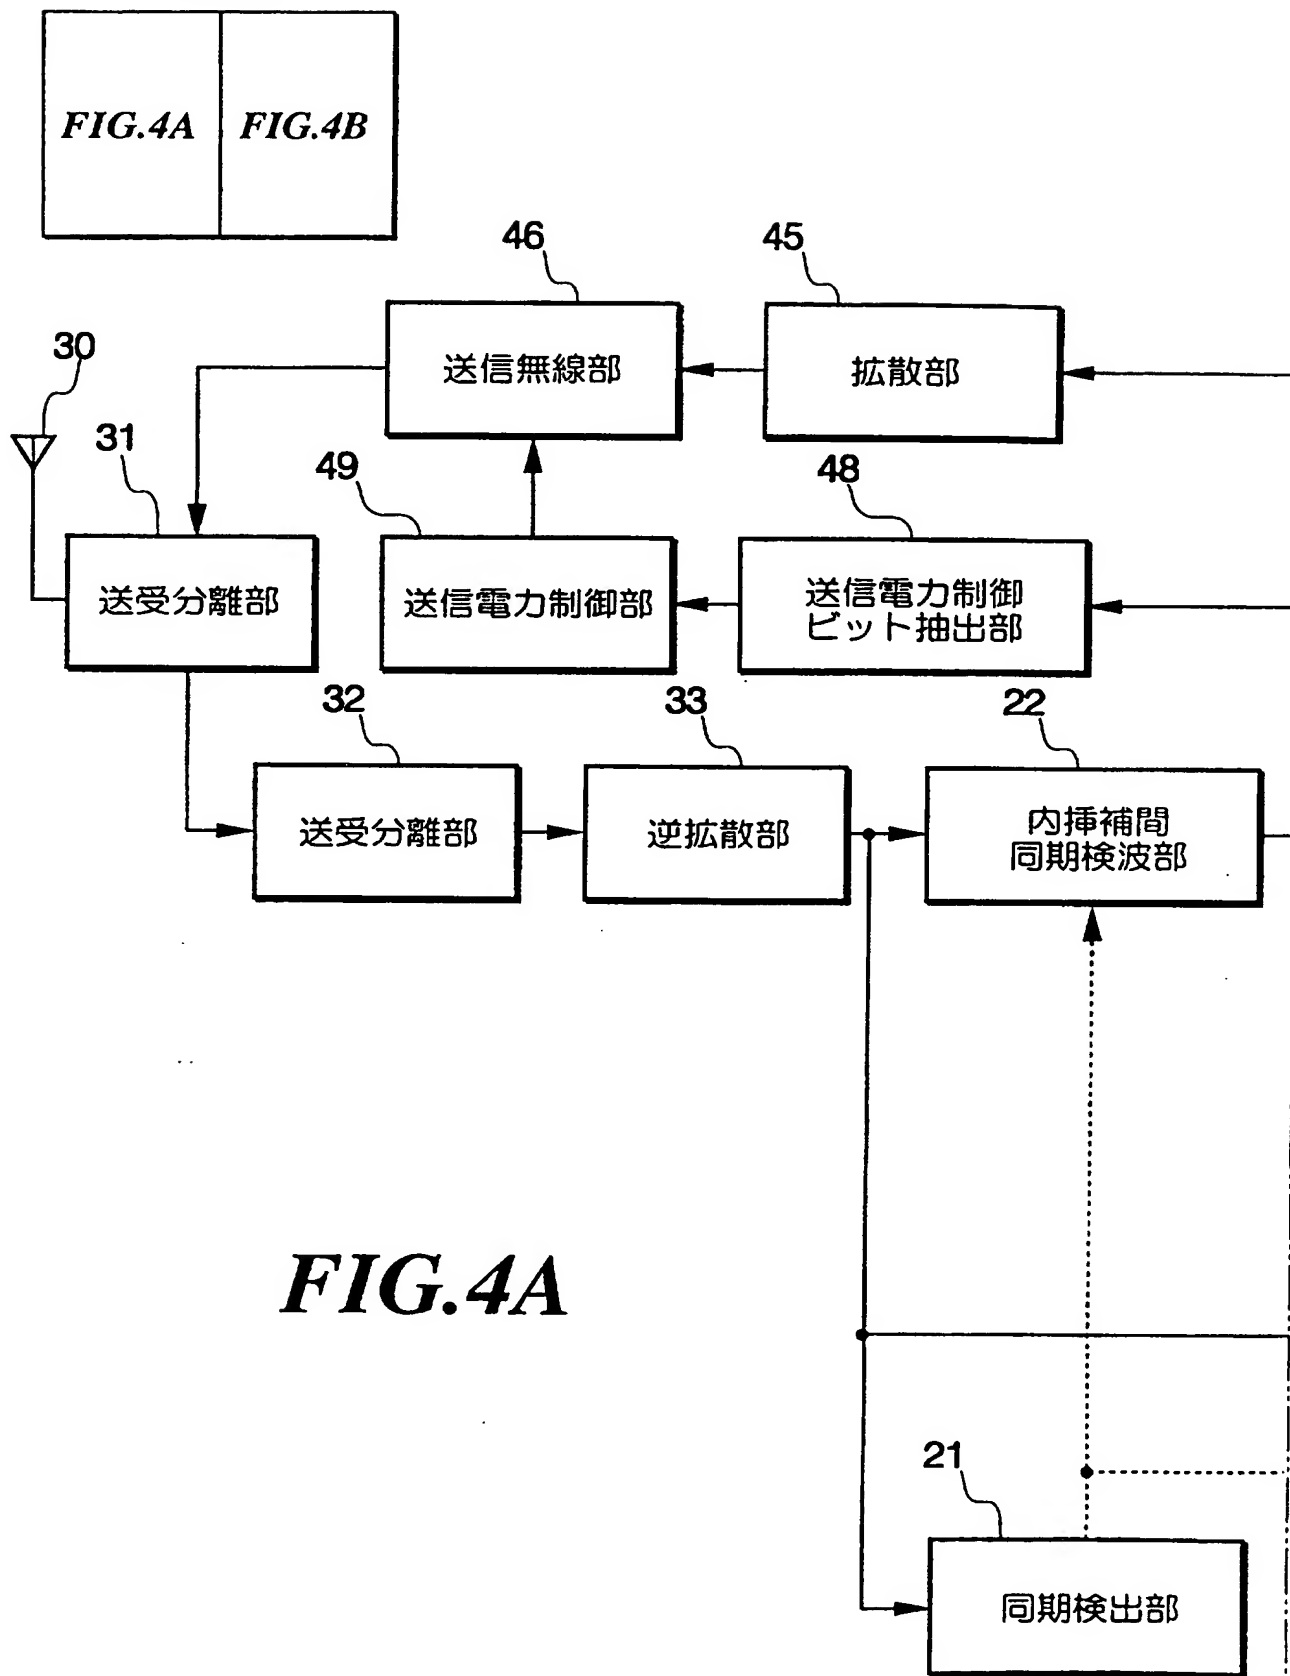 FIG.4A FIG.4B
46
45
送信無線部
拡散部
30
31
49
48
送受分離部
送信電力制御部
送信電力制御
ビット抽出部
32
33
22
送受分離部
逆拡散部
内挿補間
同期検波部
FIG.4A
21
同期検出部